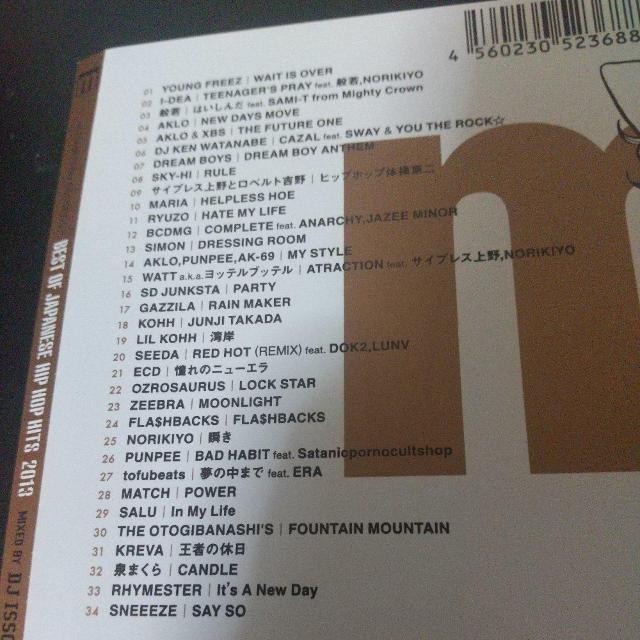 4 560230 523688
01 YOUNG FREEZ | WAIT IS OVER
02 I-DEA | TEENAGER'S PRAY feat. 般若,NORIKIYO
03 般若 | はいしんだ feat. SAMI-T from Mighty Crown
04 AKLO | NEW DAYS MOVE
05 AKLO & XBS | THE FUTURE ONE
06 DJ KEN WATANABE | CAZAL feat. SWAY & YOU THE ROCK☆
07 DREAM BOYS | DREAM BOY ANTHEM
08 SKY-HI | RULE
09 サイプレス上野とロベルト吉野 | ヒップホップ体操第二
10 MARIA | HELPLESS HOE
11 RYUZO | HATE MY LIFE
12 BCDMG | COMPLETE feat. ANARCHY,JAZEE MINOR
13 SIMON | DRESSING ROOM
14 AKLO,PUNPEE,AK-69 | MY STYLE
15 WATT a.k.a.ヨッテルブッテル | ATRACTION feat. サイプレス上野,NORIKIYO
16 SD JUNKSTA | PARTY
17 GAZZILA | RAIN MAKER
18 KOHH | JUNJI TAKADA
19 LIL KOHH | 湾岸
20 SEEDA | RED HOT (REMIX) feat. DOK2,LUNV
21 ECD | 憧れのニューエラ
22 OZROSAURUS | LOCK STAR
23 ZEEBRA | MOONLIGHT
24 FLA$HBACKS | FLA$HBACKS
25 NORIKIYO | 瞬き
26 PUNPEE | BAD HABIT feat. Satanicpornocultshop
27 tofubeats | 夢の中まで feat. ERA
28 MATCH | POWER
29 SALU | In My Life
30 THE OTOGIBANASHI'S | FOUNTAIN MOUNTAIN
31 KREVA | 王者の休日
32 泉まくら | CANDLE
33 RHYMESTER | It's A New Day
34 SNEEEZE | SAY SO
BEST OF JAPANESE HIP HOP HITS 2013 MIXED BY DJ ISSO
m